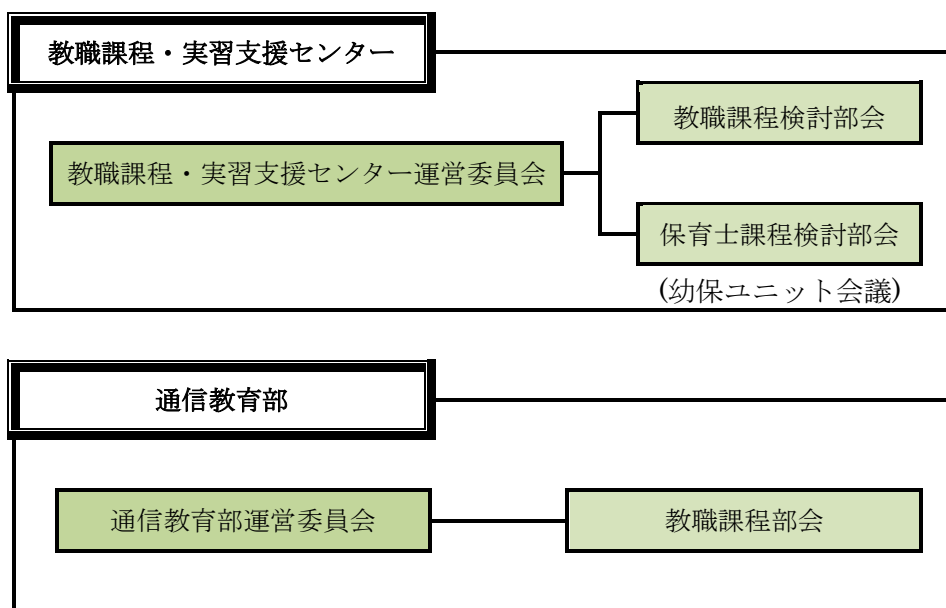 教職課程・実習支援センター
教職課程検討部会
教職課程・実習支援センター運営委員会
保育士課程検討部会
(幼保ユニット会議)
通信教育部
通信教育部運営委員会
教職課程部会